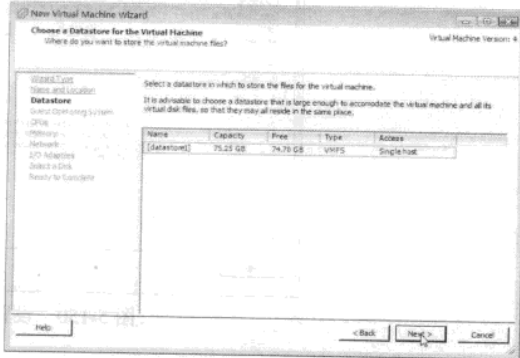 New Virtual Machine Wizard
Choose a Datastore for the Virtual Machine
Where do you want to store the virtual machine files?
Virtual Machine Version: 4
Wizard Type
Name and Location
Datastore
Guest Operating System
CPUs
Memory
Network
I/O Adapters
Select a Disk
Ready to Complete
Select a datastore in which to store the files for the virtual machine.
It is advisable to choose a datastore that is large enough to accomodate the virtual machine and all its
virtual disk files, so that they may all reside in the same place.
Name Capacity Free Type Access
[datastore1] 75.25 GB 74.70 GB VMFS Single host
Help
< Back
Next >
Cancel